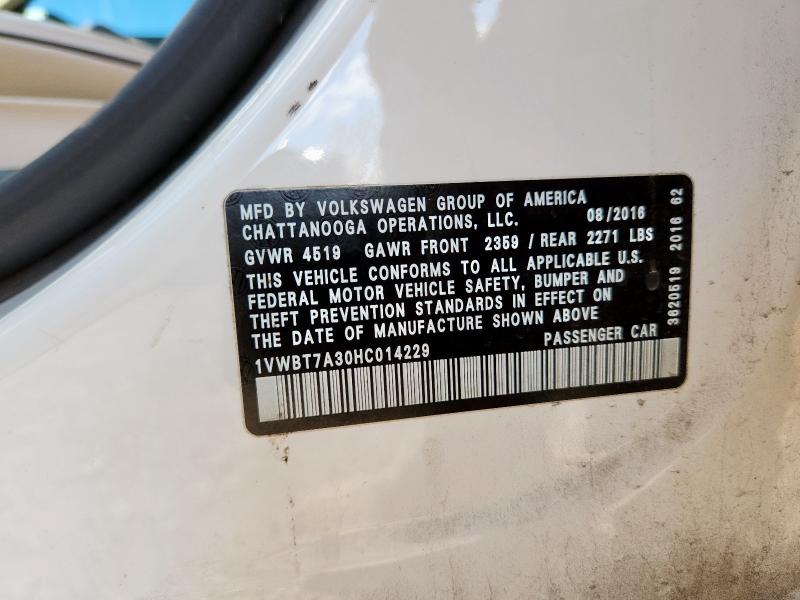 MFD BY VOLKSWAGEN GROUP OF AMERICA
CHATTANOOGA OPERATIONS, LLC. 08/2016
GVWR 4519 GAWR FRONT 2359 / REAR 2271 LBS
THIS VEHICLE CONFORMS TO ALL APPLICABLE U.S.
FEDERAL MOTOR VEHICLE SAFETY, BUMPER AND
THEFT PREVENTION STANDARDS IN EFFECT ON
THE DATE OF MANUFACTURE SHOWN ABOVE
1VWBT7A30HC014229 PASSENGER CAR
3620519 2016 62